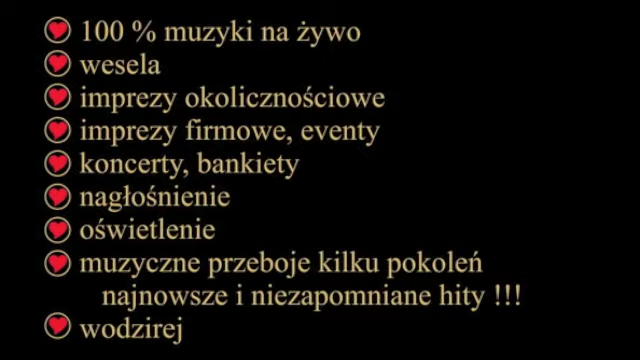 100 % muzyki na żywo
wesela
imprezy okolicznościowe
imprezy firmowe, eventy
koncerty, bankiety
nagłośnienie
oświetlenie
muzyczne przeboje kilku pokoleń
najnowsze i niezapomniane hity !!!
wodzirej